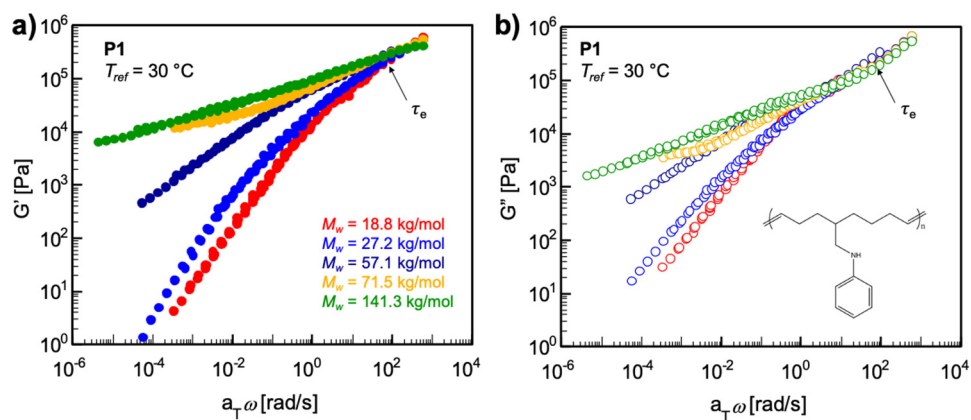 a)
P1
T_ref = 30 °C
G' [Pa]
10^6
10^5
10^4
10^3
10^2
10^1
10^0
τ_e
M_w = 18.8 kg/mol
M_w = 27.2 kg/mol
M_w = 57.1 kg/mol
M_w = 71.5 kg/mol
M_w = 141.3 kg/mol
10^-6 10^-4 10^-2 10^0 10^2 10^4
a_T ω [rad/s]
b)
P1
T_ref = 30 °C
G'' [Pa]
10^6
10^5
10^4
10^3
10^2
10^1
10^0
τ_e
n
NH
10^-6 10^-4 10^-2 10^0 10^2 10^4
a_T ω [rad/s]